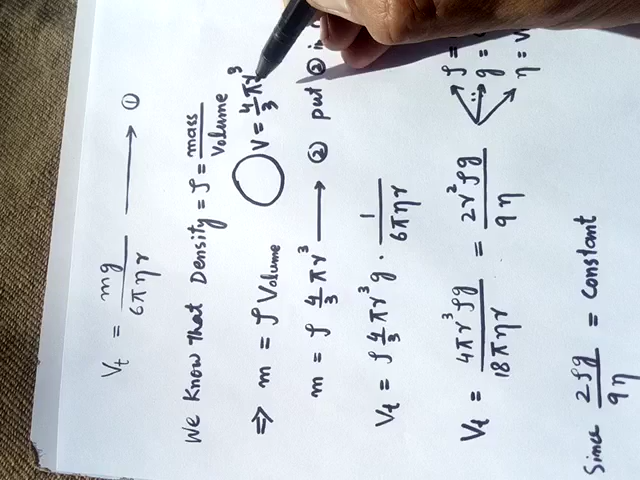 Vt = mg / 6πηr ⟶ ①
We Know That Density = ρ = mass / Volume
⇒ m = ρ Volume V = 4/3 πr³
m = ρ 4/3 πr³ ⟶ ② put ② in
Vt = ρ 4/3 πr³ g · 1 / 6πηr
Vt = 4πr³ρg / 18πηr = 2r²ρg / 9η
ρ =
g =
η = v
Since 2ρg / 9η = Constant